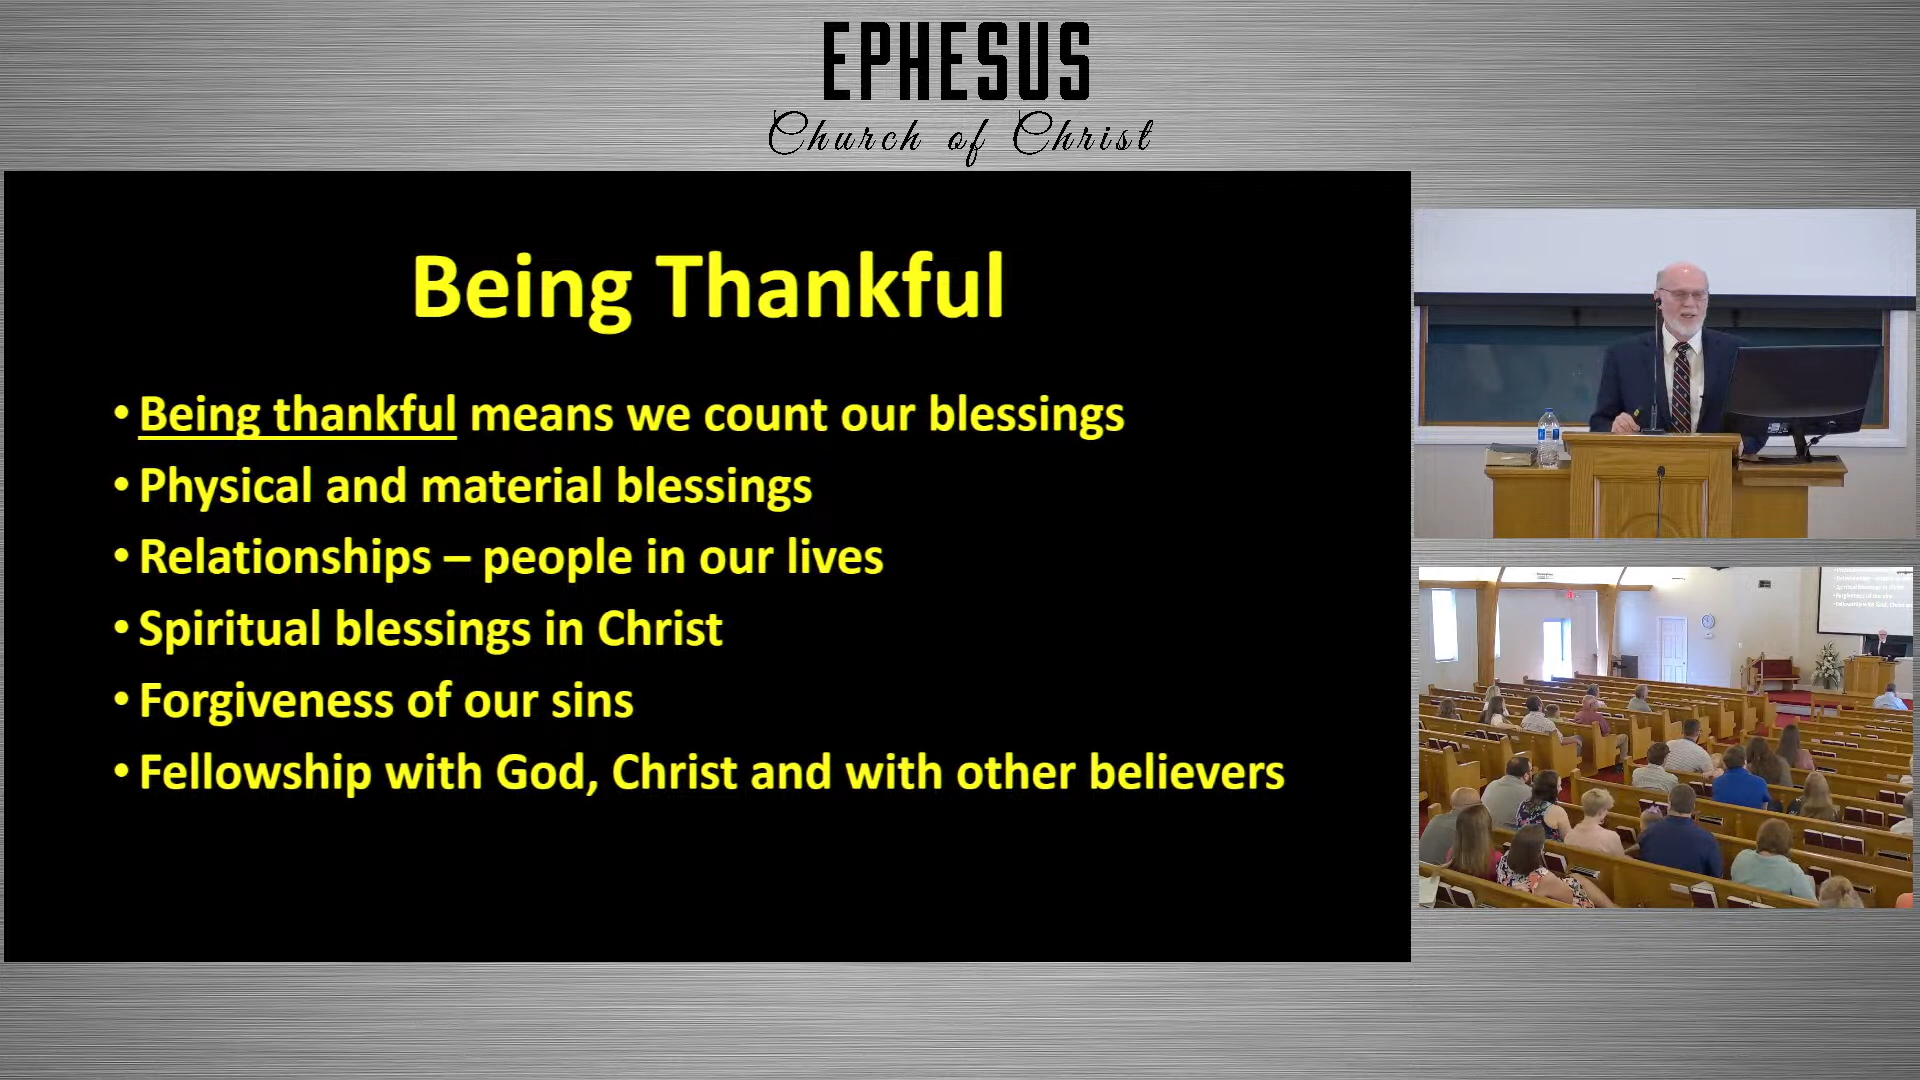 EPHESUS
Church of Christ
Being Thankful
• Being thankful means we count our blessings
• Physical and material blessings
• Relationships – people in our lives
• Spiritual blessings in Christ
• Forgiveness of our sins
• Fellowship with God, Christ and with other believers